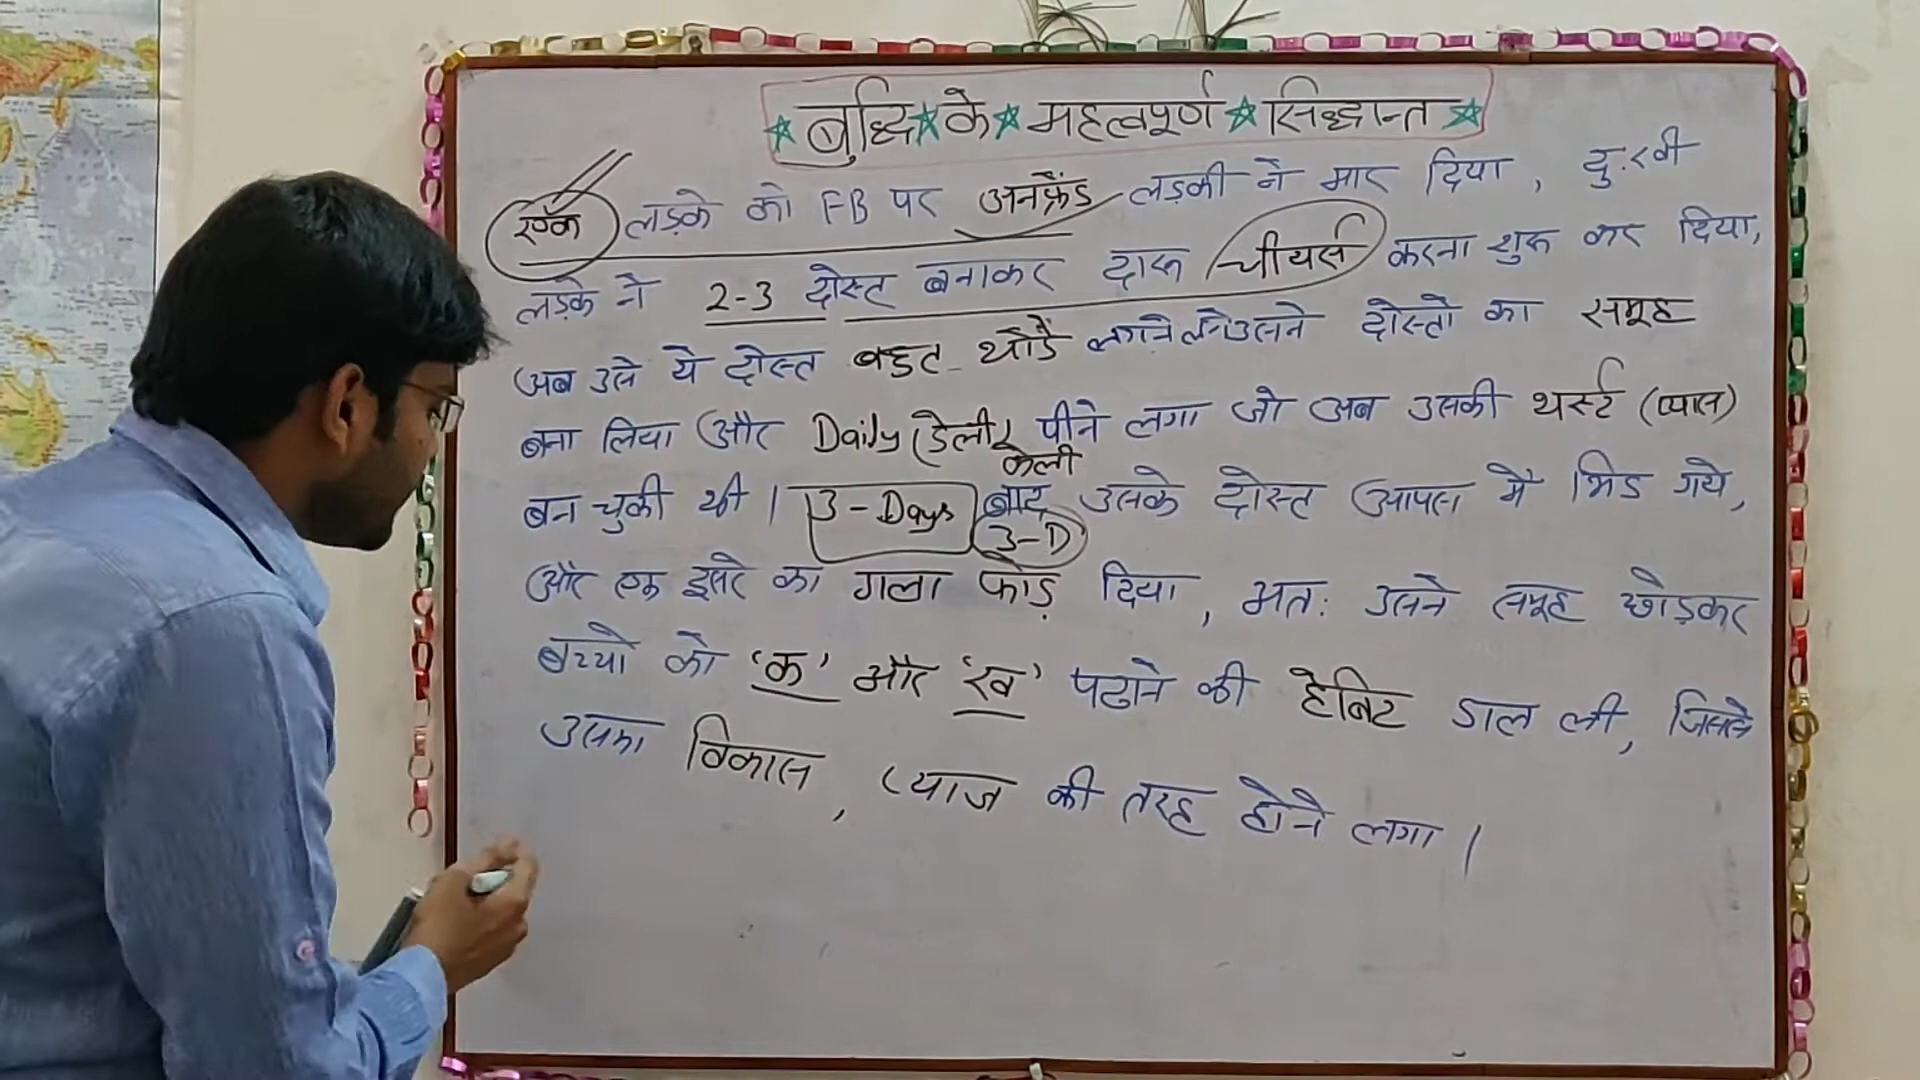 बुद्धि के महत्वपूर्ण सिद्धान्त
एक लड़के को FB पर अनफ्रैंड लड़की ने मार दिया, दुःखी
लड़के ने 2-3 दोस्त बनाकर दारू चीयर्स करना शुरू कर दिया,
अब उसे ये दोस्त बहुत थोडें लगने लगे उसने दोस्तो का समूह
बना लिया और Daily (डेली) पीने लगा जो अब उसकी थर्स्ट (प्यास)
केली
बन चुकी थी । 3-Days बाद उसके दोस्त आपस में भिड गये,
3-D
और एक दूसरे का गला फोड़ दिया, अतः उसने समूह छोड़कर
बच्चो को 'क' और 'ख' पढाने की हेबिट डाल ली, जिससे
उसका विकास, प्याज की तरह होने लगा ।